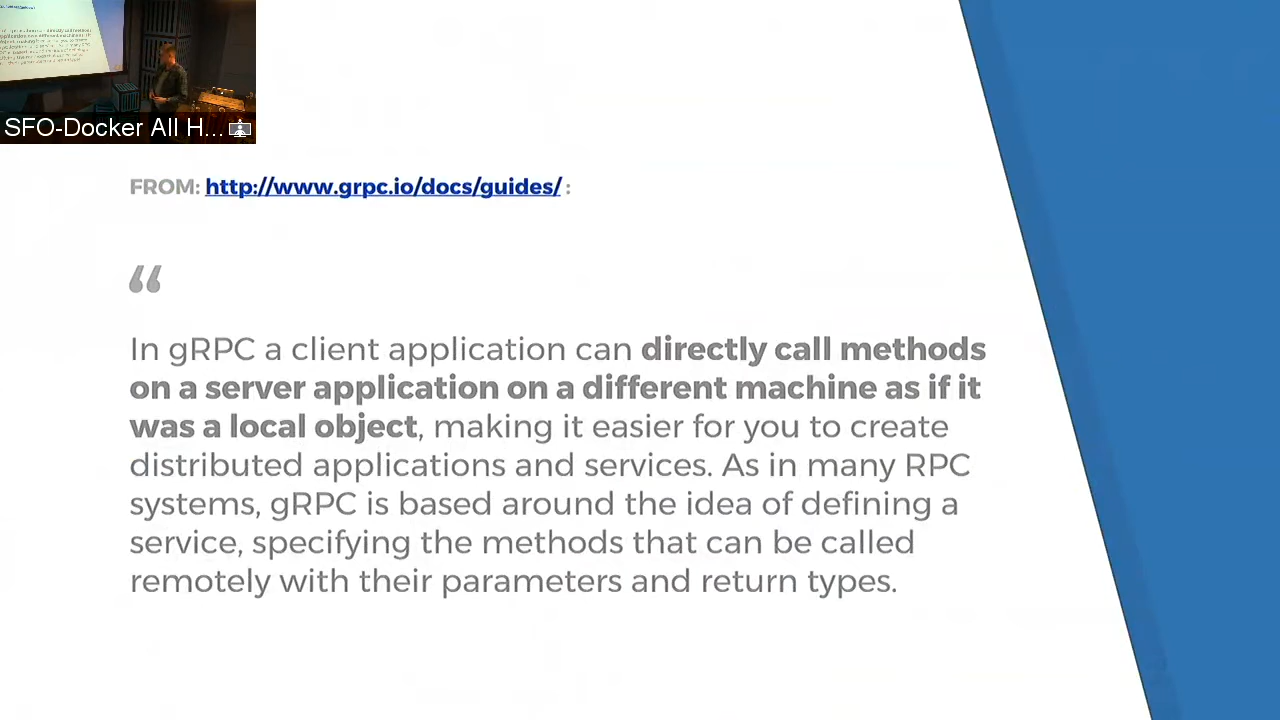 SFO-Docker All H...
FROM: http://www.grpc.io/docs/guides/ :
“
In gRPC a client application can directly call methods
on a server application on a different machine as if it
was a local object, making it easier for you to create
distributed applications and services. As in many RPC
systems, gRPC is based around the idea of defining a
service, specifying the methods that can be called
remotely with their parameters and return types.